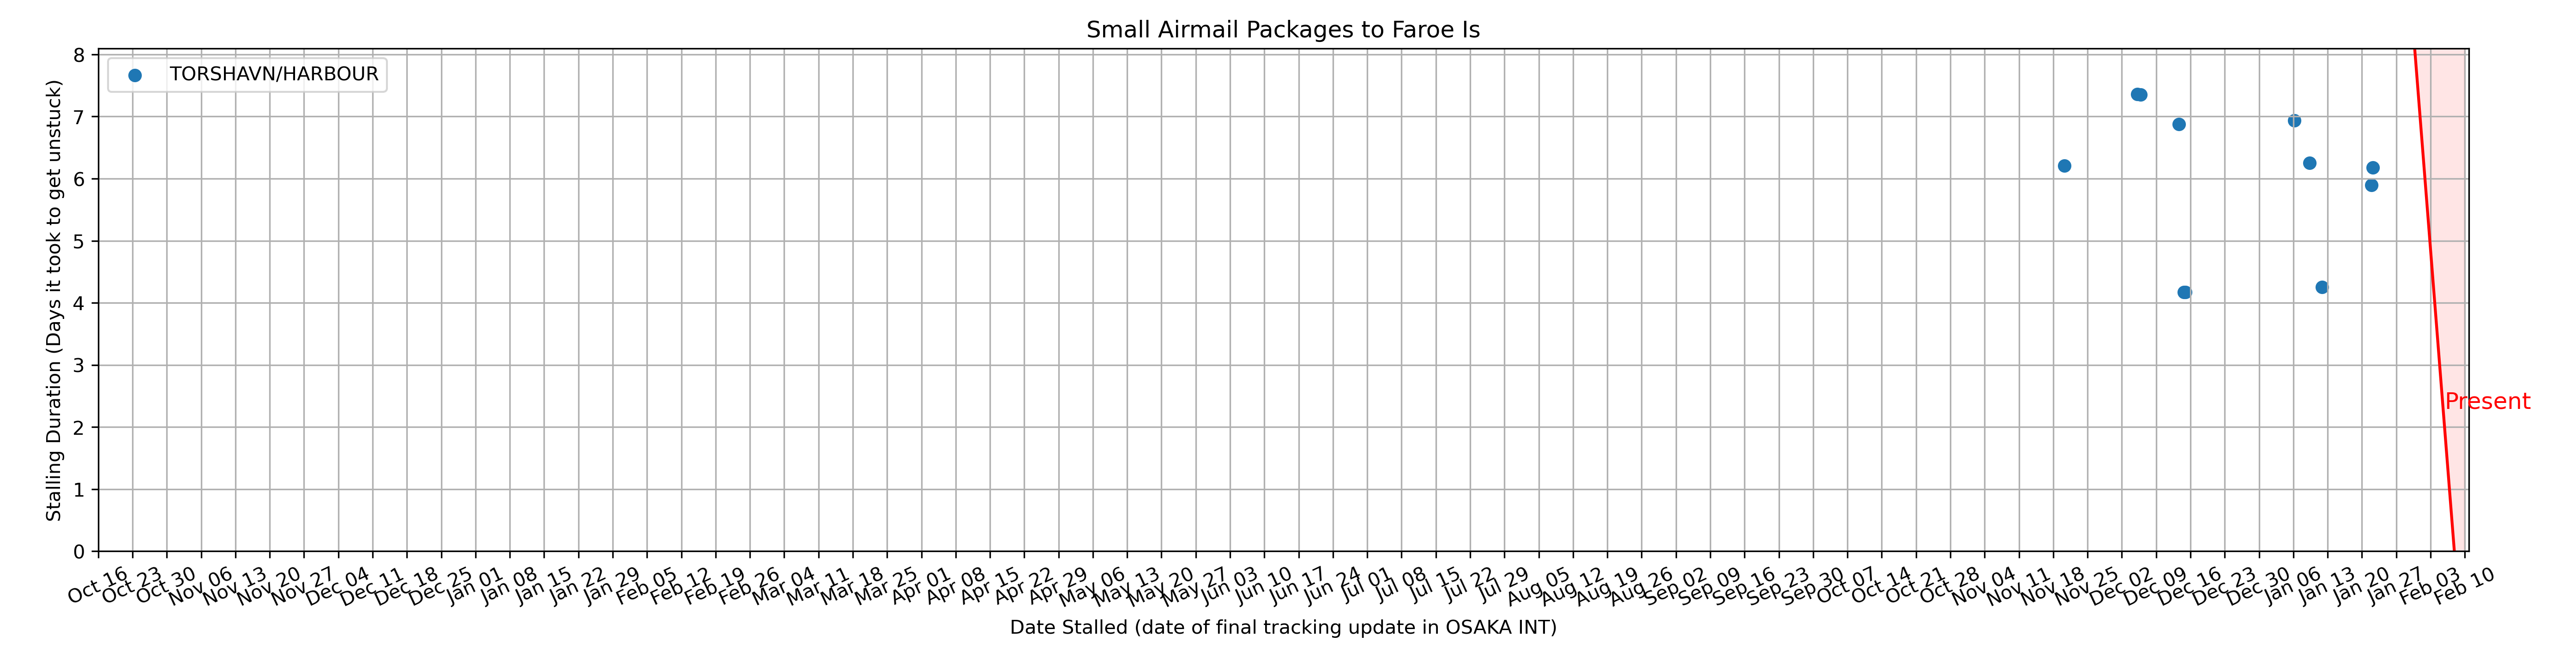 Small Airmail Packages to Faroe Is
TORSHAVN/HARBOUR
Stalling Duration (Days it took to get unstuck)
8
7
6
5
4
3
2
1
0
Present
Oct 16 Oct 23 Oct 30 Nov 06 Nov 13 Nov 20 Nov 27 Dec 04 Dec 11 Dec 18 Dec 25 Jan 01 Jan 08 Jan 15 Jan 22 Jan 29 Feb 05 Feb 12 Feb 19 Feb 26 Mar 04 Mar 11 Mar 18 Mar 25 Apr 01 Apr 08 Apr 15 Apr 22 Apr 29 May 06 May 13 May 20 May 27 Jun 03 Jun 10 Jun 17 Jun 24 Jul 01 Jul 08 Jul 15 Jul 22 Jul 29 Aug 05 Aug 12 Aug 19 Aug 26 Sep 02 Sep 09 Sep 16 Sep 23 Sep 30 Oct 07 Oct 14 Oct 21 Oct 28 Nov 04 Nov 11 Nov 18 Nov 25 Dec 02 Dec 09 Dec 16 Dec 23 Dec 30 Jan 06 Jan 13 Jan 20 Jan 27 Feb 03 Feb 10
Date Stalled (date of final tracking update in OSAKA INT)